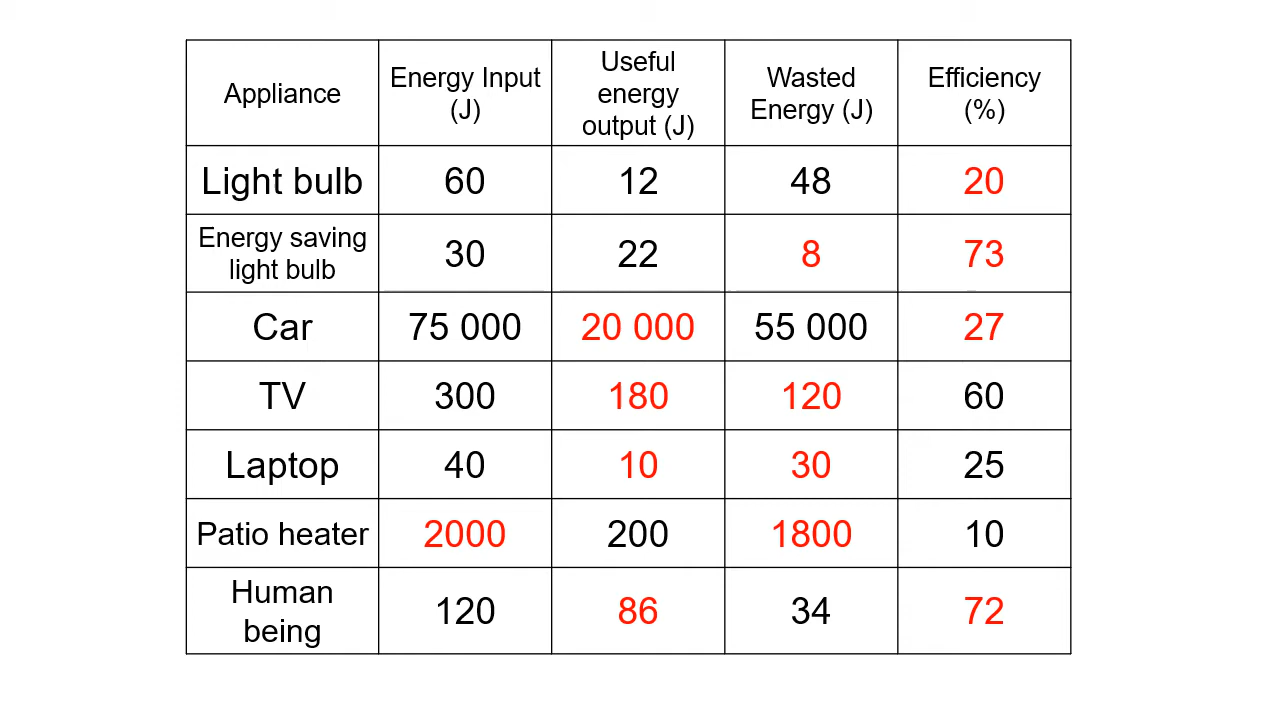 Appliance Energy Input (J) Useful energy output (J) Wasted Energy (J) Efficiency (%)
Light bulb 60 12 48 20
Energy saving light bulb 30 22 8 73
Car 75 000 20 000 55 000 27
TV 300 180 120 60
Laptop 40 10 30 25
Patio heater 2000 200 1800 10
Human being 120 86 34 72